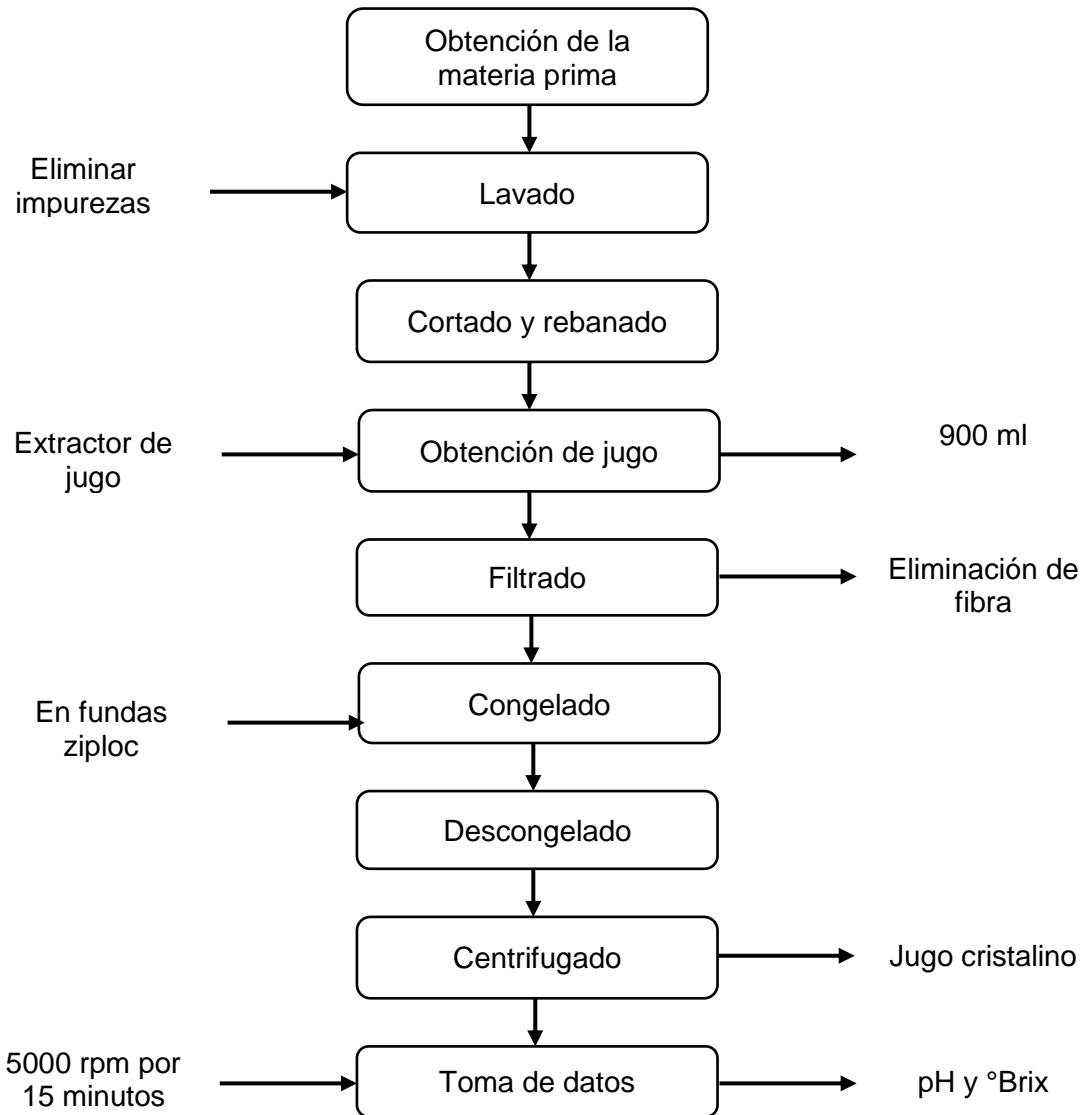 Obtención de la
materia prima
Eliminar
impurezas
Lavado
Cortado y rebanado
Extractor de
jugo
Obtención de jugo
900 ml
Filtrado
Eliminación de
fibra
En fundas
ziploc
Congelado
Descongelado
Centrifugado
Jugo cristalino
5000 rpm por
15 minutos
Toma de datos
pH y °Brix